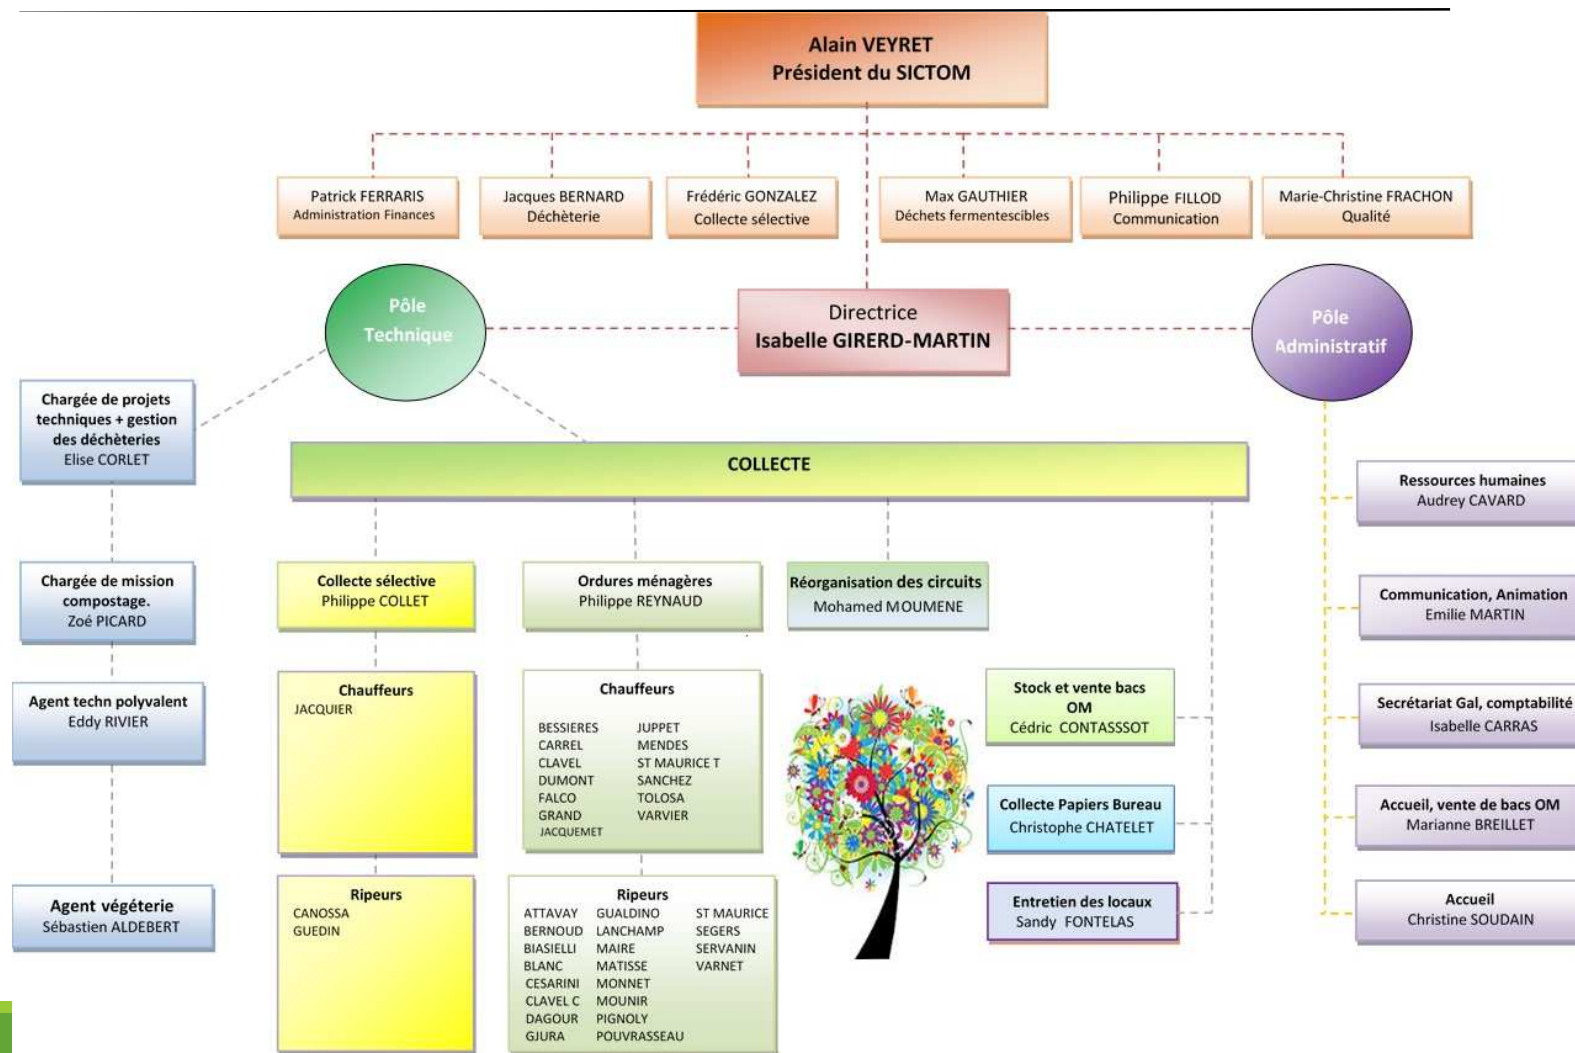 Alain VEYRET
Président du SICTOM
Patrick FERRARIS
Administration Finances
Jacques BERNARD
Déchèterie
Frédéric GONZALEZ
Collecte sélective
Max GAUTHIER
Déchets fermentescibles
Philippe FILLOD
Communication
Marie-Christine FRACHON
Qualité
Pôle
Technique
Directrice
Isabelle GIRERD-MARTIN
Pôle
Administratif
Chargée de projets
techniques + gestion
des déchèteries
Elise CORLET
Chargée de mission
compostage.
Zoé PICARD
Agent techn polyvalent
Eddy RIVIER
Agent végéterie
Sébastien ALDEBERT
COLLECTE
Collecte sélective
Philippe COLLET
Chauffeurs
JACQUIER
Ripeurs
CANOSSA
GUEDIN
Ordures ménagères
Philippe REYNAUD
Chauffeurs
BESSIERES JUPPET
CARREL MENDES
CLAVEL ST MAURICE T
DUMONT SANCHEZ
FALCO TOLOSA
GRAND VARVIER
JACQUEMET
Ripeurs
ATTAVAY GUALDINO ST MAURICE
BERNOUD LANCHAMP SEGERS
BIASIELLI MAIRE SERVANIN
BLANC MATISSE VARNET
CESARINI MONNET
CLAVEL C MOUNIR
DAGOUR PIGNOLY
GJURA POUVRASSEAU
Réorganisation des circuits
Mohamed MOUMENE
Stock et vente bacs
OM
Cédric CONTASSSOT
Collecte Papiers Bureau
Christophe CHATELET
Entretien des locaux
Sandy FONTELAS
Ressources humaines
Audrey CAVARD
Communication, Animation
Emilie MARTIN
Secrétariat Gal, comptabilité
Isabelle CARRAS
Accueil, vente de bacs OM
Marianne BREILLET
Accueil
Christine SOUDAIN